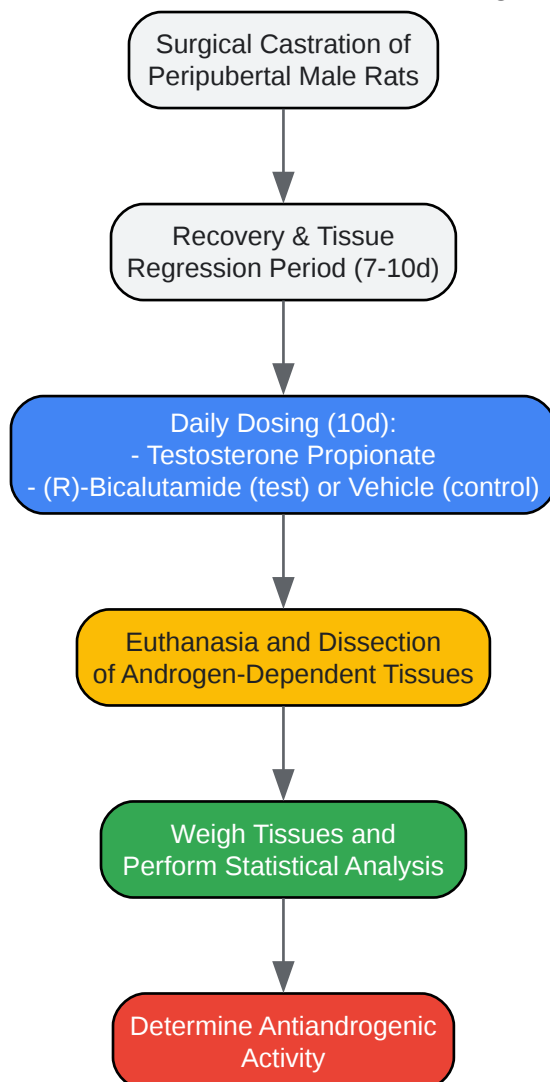 Surgical Castration of
Peripubertal Male Rats
Recovery & Tissue
Regression Period (7-10d)
Daily Dosing (10d):
- Testosterone Propionate
- (R)-Bicalutamide (test) or Vehicle (control)
Euthanasia and Dissection
of Androgen-Dependent Tissues
Weigh Tissues and
Perform Statistical Analysis
Determine Antiandrogenic
Activity